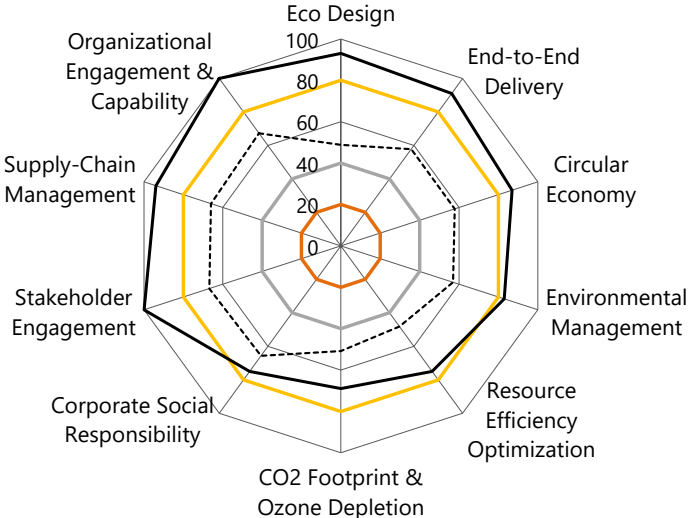 Eco Design
100
80
60
40
20
0
End-to-End
Delivery
Circular
Economy
Environmental
Management
Resource
Efficiency
Optimization
CO2 Footprint &
Ozone Depletion
Corporate Social
Responsibility
Stakeholder
Engagement
Supply-Chain
Management
Organizational
Engagement &
Capability